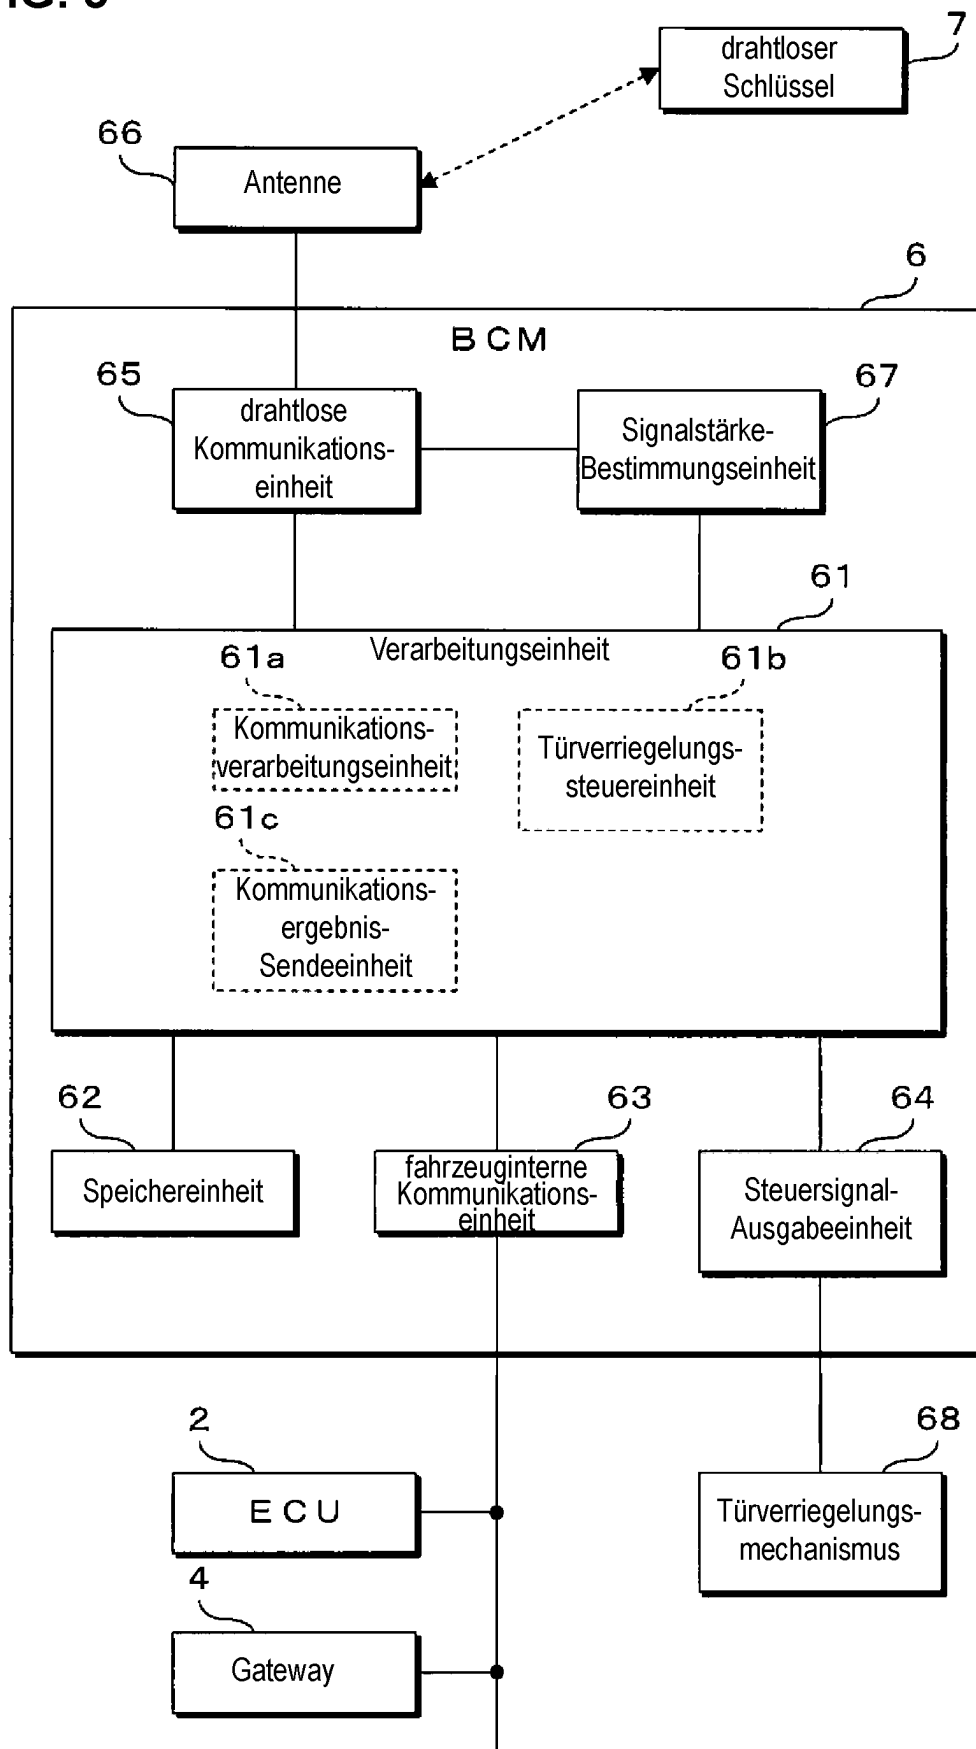 7
drahtloser
Schlüssel
66
Antenne
6
BCM
65
drahtlose
Kommunikations-
einheit
67
Signalstärke-
Bestimmungseinheit
61
Verarbeitungseinheit
61a
Kommunikations-
verarbeitungseinheit
61b
Türverriegelungs-
steuereinheit
61c
Kommunikations-
ergebnis-
Sendeeinheit
62
Speichereinheit
63
fahrzeuginterne
Kommunikations-
einheit
64
Steuersignal-
Ausgabeeinheit
2
ECU
68
Türverriegelungs-
mechanismus
4
Gateway